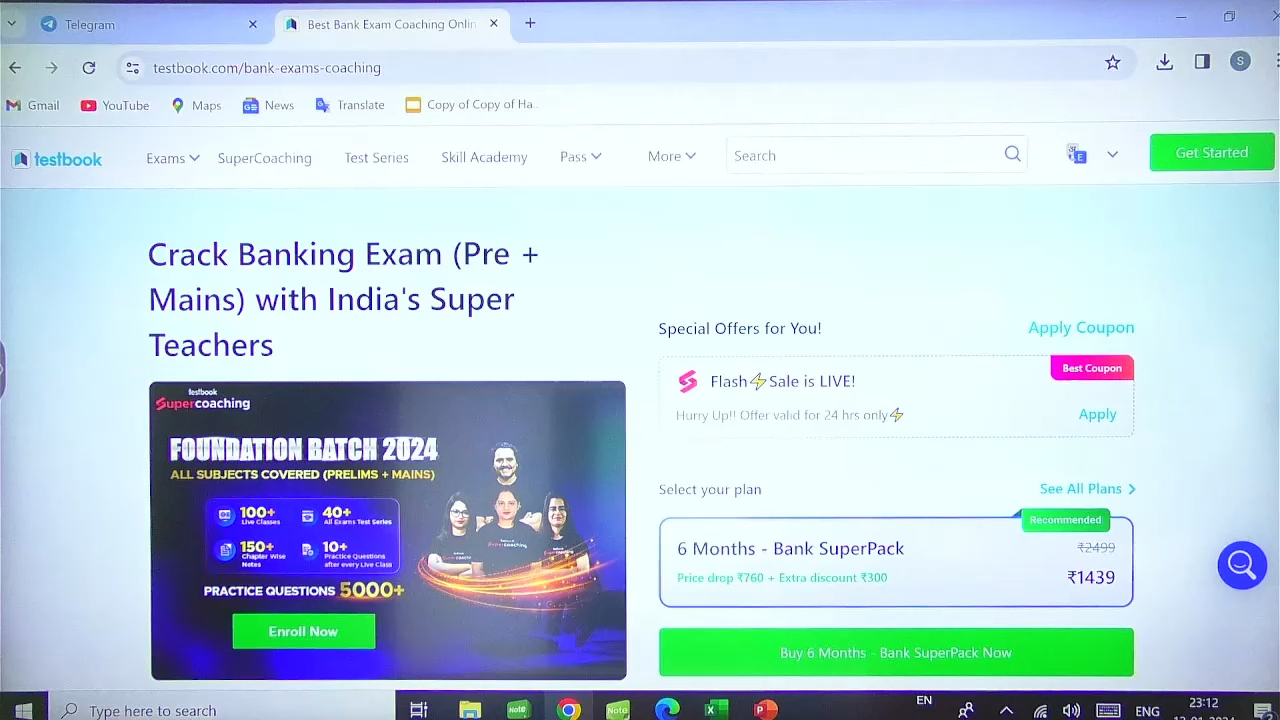 Telegram
Best Bank Exam Coaching Onlin
testbook.com/bank-exams-coaching
S
Gmail
YouTube
Maps
News
Translate
Copy of Copy of Ha..
testbook
Exams
SuperCoaching
Test Series
Skill Academy
Pass
More
Search
Get Started
Crack Banking Exam (Pre +
Mains) with India's Super
Teachers
testbook
Supercoaching
FOUNDATION BATCH 2024
ALL SUBJECTS COVERED (PRELIMS + MAINS)
100+
Live Classes
40+
All Exams Test Series
150+
Chapter Wise
Notes
10+
Practice Questions
after every Live Class
PRACTICE QUESTIONS 5000+
Enroll Now
Special Offers for You!
Apply Coupon
Best Coupon
Flash⚡Sale is LIVE!
Hurry Up!! Offer valid for 24 hrs only⚡
Apply
Select your plan
See All Plans
Recommended
6 Months - Bank SuperPack
₹2499
Price drop ₹760 + Extra discount ₹300
₹1439
Buy 6 Months - Bank SuperPack Now
Type here to search
Note
Note
EN
ENG
23:12